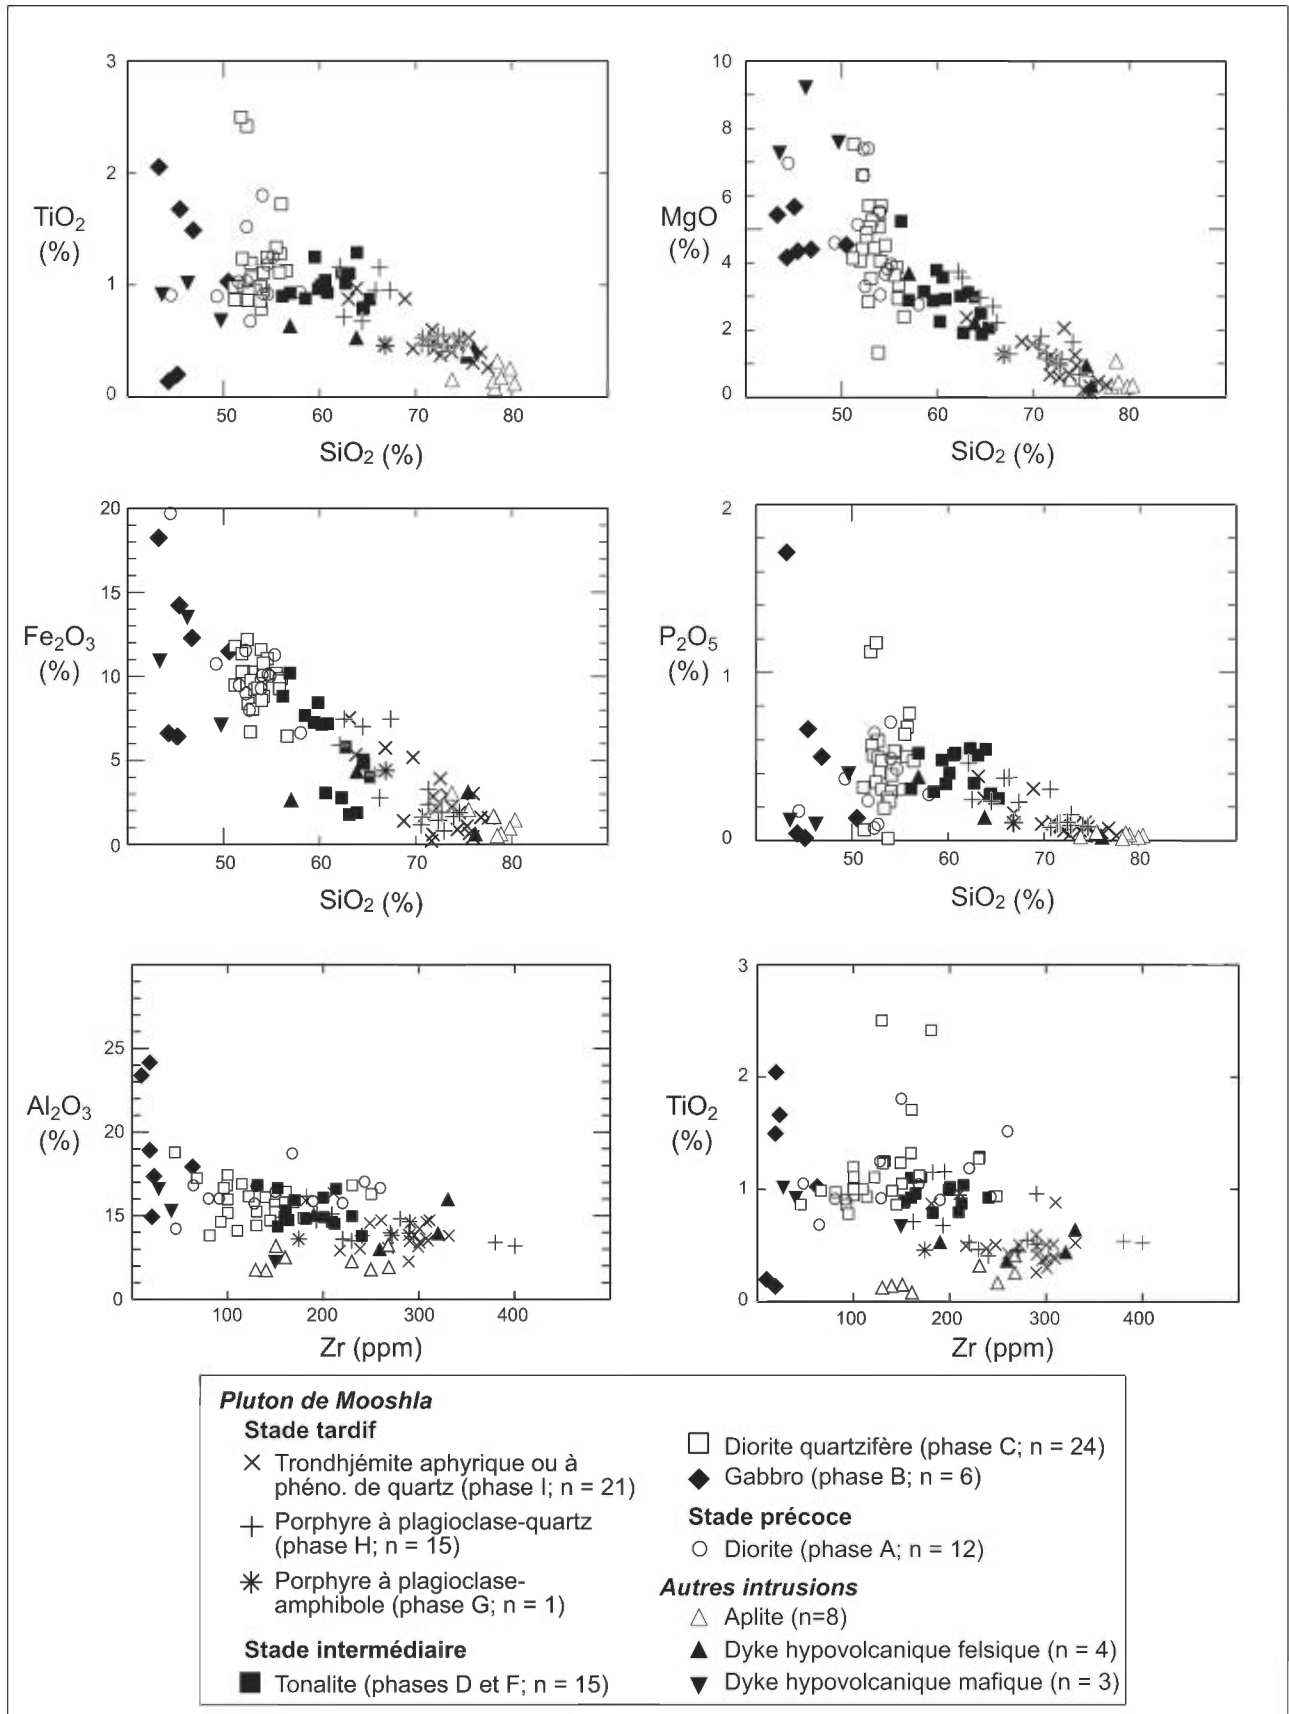 3
2
1
0
TiO2
(%)
50 60 70 80
SiO2 (%)
10
8
6
4
2
0
MgO
(%)
50 60 70 80
SiO2 (%)
20
15
10
5
0
Fe2O3
(%)
50 60 70 80
SiO2 (%)
2
1
0
P2O5
(%)
50 60 70 80
SiO2 (%)
25
20
15
0
Al2O3
(%)
100 200 300 400
Zr (ppm)
3
2
1
0
TiO2
(%)
100 200 300 400
Zr (ppm)
Pluton de Mooshla
Stade tardif
Trondhjémite aphyrique ou à
phéno. de quartz (phase I; n = 21)
Porphyre à plagioclase-quartz
(phase H; n = 15)
Porphyre à plagioclase-
amphibole (phase G; n = 1)
Stade intermédiaire
Tonalite (phases D et F; n = 15)
Diorite quartzifère (phase C; n = 24)
Gabbro (phase B; n = 6)
Stade précoce
Diorite (phase A; n = 12)
Autres intrusions
Aplite (n=8)
Dyke hypovolcanique felsique (n = 4)
Dyke hypovolcanique mafique (n = 3)